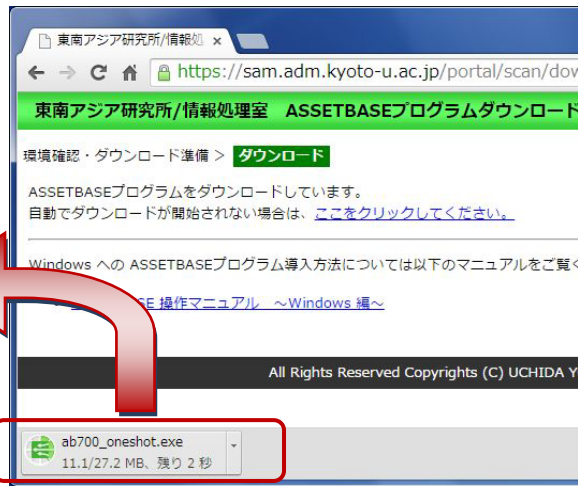 東南アジア研究所/情報処
https://sam.adm.kyoto-u.ac.jp/portal/scan/dow
東南アジア研究所/情報処理室 ASSETBASEプログラムダウンロード
環境確認・ダウンロード準備 > ダウンロード
ASSETBASEプログラムをダウンロードしています。
自動でダウンロードが開始されない場合は、ここをクリックしてください。
Windows への ASSETBASEプログラム導入方法については以下のマニュアルをご覧く
SE 操作マニュアル ～Windows 編～
All Rights Reserved Copyrights (C) UCHIDA Y
ab700_oneshot.exe
11.1/27.2 MB、残り 2 秒